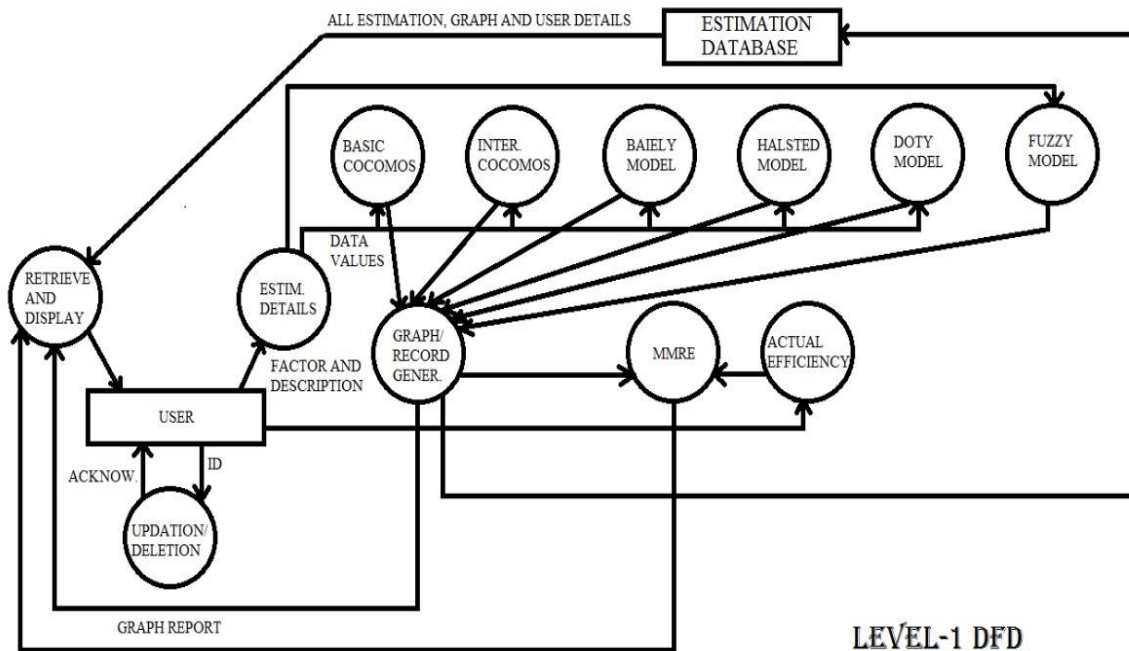 ALL ESTIMATION, GRAPH AND USER DETAILS
ESTIMATION
DATABASE
BASIC
COCOMOS
INTER.
COCOMOS
BAIELY
MODEL
HALSTED
MODEL
DOTY
MODEL
FUZZY
MODEL
DATA
VALUES
RETRIEVE
AND
DISPLAY
ESTIM.
DETAILS
GRAPH/
RECORD
GENER.
MMRE
ACTUAL
EFFICIENCY
FACTOR AND
DESCRIPTION
USER
ACKNOW.
ID
UPDATION/
DELETION
GRAPH REPORT
LEVEL-1 DFD